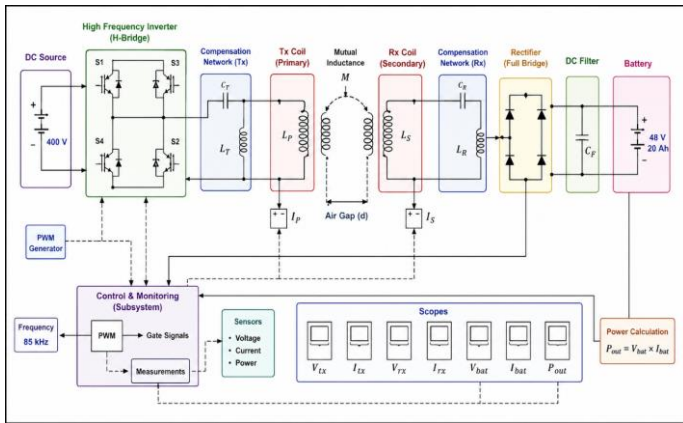 High Frequency Inverter
(H-Bridge)
DC Source
Compensation
Network (Tx)
Tx Coil
(Primary)
Mutual
Inductance
Rx Coil
(Secondary)
Compensation
Network (Rx)
Rectifier
(Full Bridge)
DC Filter
Battery
S1
S3
S4
S2
+
−
400 V
C_T
L_T
L_P
M
L_S
C_R
L_R
C_F
+
−
48 V
20 Ah
Air Gap (d)
+ −
I_P
+ −
I_S
PWM
Generator
Control & Monitoring
(Subsystem)
Frequency
85 kHz
PWM
Gate Signals
Measurements
Sensors
• Voltage
• Current
• Power
Scopes
V_tx
I_tx
V_rx
I_rx
V_bat
I_bat
P_out
Power Calculation
P_out = V_bat × I_bat